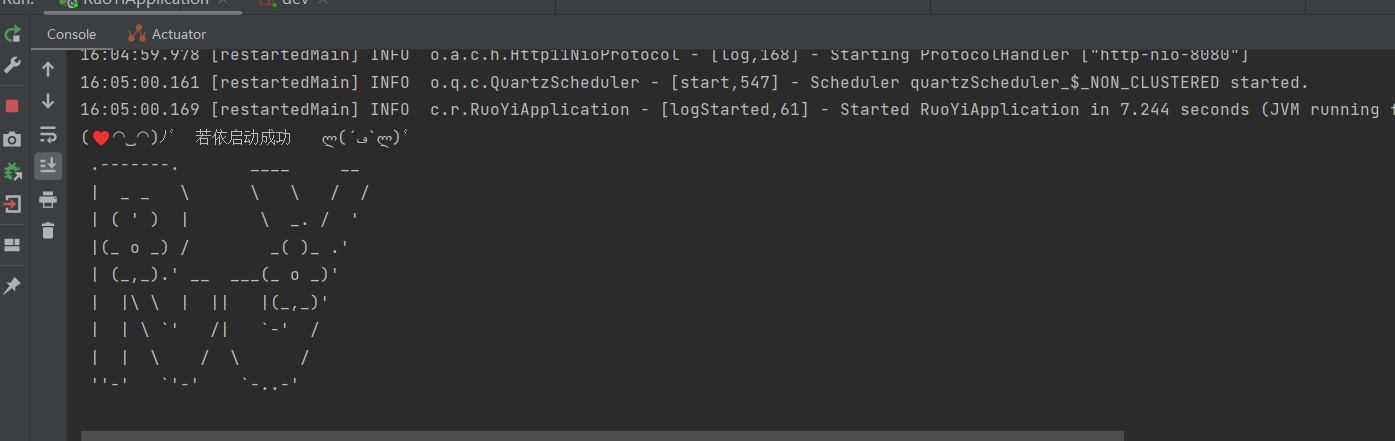 Run: RuoYiApplication dev
Console Actuator
16:04:59.978 [restartedMain] INFO  o.a.c.h.Http11NioProtocol - [log,168] - Starting ProtocolHandler ["http-nio-8080"]
16:05:00.161 [restartedMain] INFO  o.q.c.QuartzScheduler - [start,547] - Scheduler quartzScheduler_$_NON_CLUSTERED started.
16:05:00.169 [restartedMain] INFO  c.r.RuoYiApplication - [logStarted,61] - Started RuoYiApplication in 7.244 seconds (JVM running f
(♥◠‿◠)ノ゙  若依启动成功   ლ(´ڡ`ლ)゙
 .-------.       ____     __
 |  _ _   \      \   \   /  /
 | ( ' )  |       \  _. /  '
 |(_ o _) /        _( )_ .'
 | (_,_).' __  ___(_ o _)'
 |  |\ \  |  ||   |(_,_)'
 |  | \ `'   /|   `-'  /
 |  |  \    /  \      /
 ''-'   `'-'    `-..-'